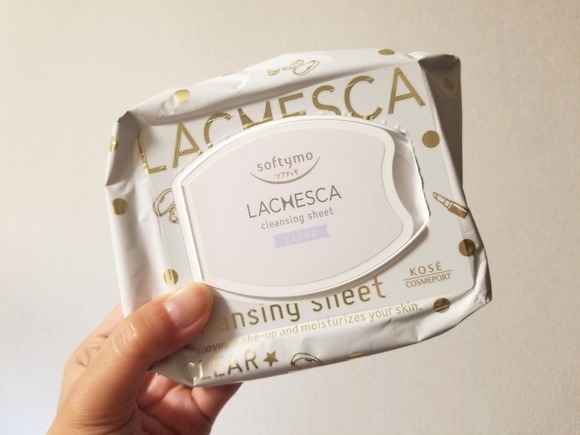 LACHESCA
softymo
ソフティモ
LACHESCA
cleansing sheet
CLEAR
KOSÉ
COSMEPORT
cleansing sheet
Removes make-up and moisturizes your skin.
CLEAR★